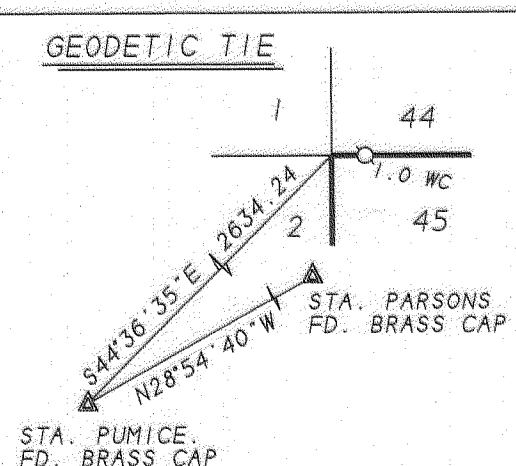 GEODETIC TIE
1
44
1.0 WC
2
45
S44°36'35"E 2634.24
N28°54'40"W
STA. PARSONS
FD. BRASS CAP
STA. PUMICE.
FD. BRASS CAP